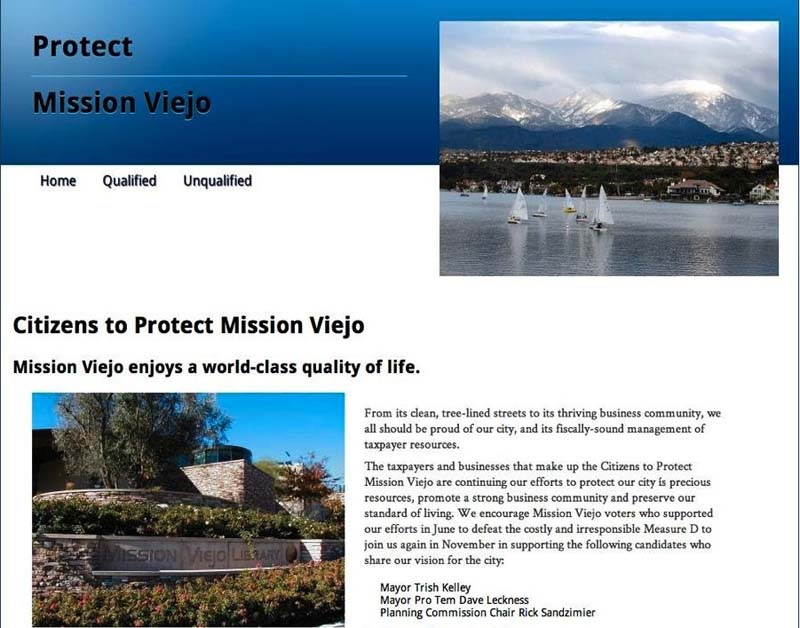 Protect
Mission Viejo
Home Qualified Unqualified
Citizens to Protect Mission Viejo
Mission Viejo enjoys a world-class quality of life.
MISSION VIEJO LIBRARY
From its clean, tree-lined streets to its thriving business community, we
all should be proud of our city, and its fiscally-sound management of
taxpayer resources.
The taxpayers and businesses that make up the Citizens to Protect
Mission Viejo are continuing our efforts to protect our city ís precious
resources, promote a strong business community and preserve our
standard of living. We encourage Mission Viejo voters who supported
our efforts in June to defeat the costly and irresponsible Measure D to
join us again in November in supporting the following candidates who
share our vision for the city:
Mayor Trish Kelley
Mayor Pro Tem Dave Leckness
Planning Commission Chair Rick Sandzimier